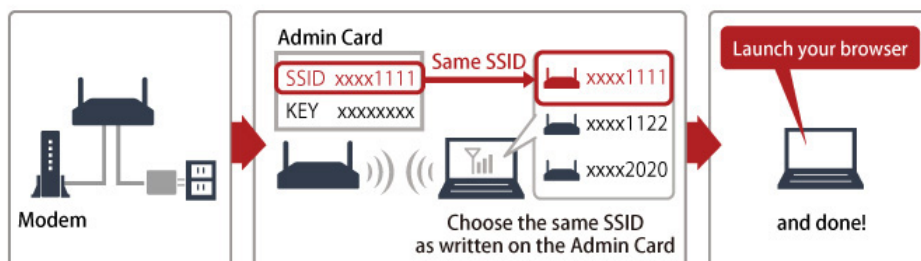 Modem
Admin Card
SSID xxxx1111
KEY xxxxxxxx
Same SSID
xxxx1111
xxxx1122
xxxx2020
Choose the same SSID
as written on the Admin Card
Launch your browser
and done!